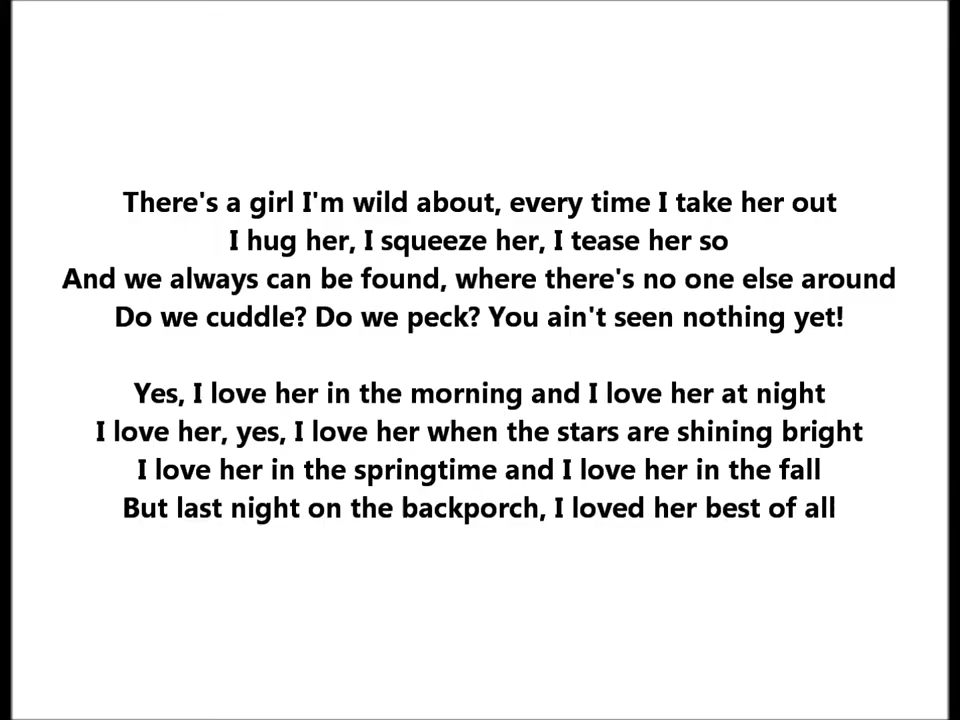 There's a girl I'm wild about, every time I take her out
I hug her, I squeeze her, I tease her so
And we always can be found, where there's no one else around
Do we cuddle? Do we peck? You ain't seen nothing yet!
Yes, I love her in the morning and I love her at night
I love her, yes, I love her when the stars are shining bright
I love her in the springtime and I love her in the fall
But last night on the backporch, I loved her best of all